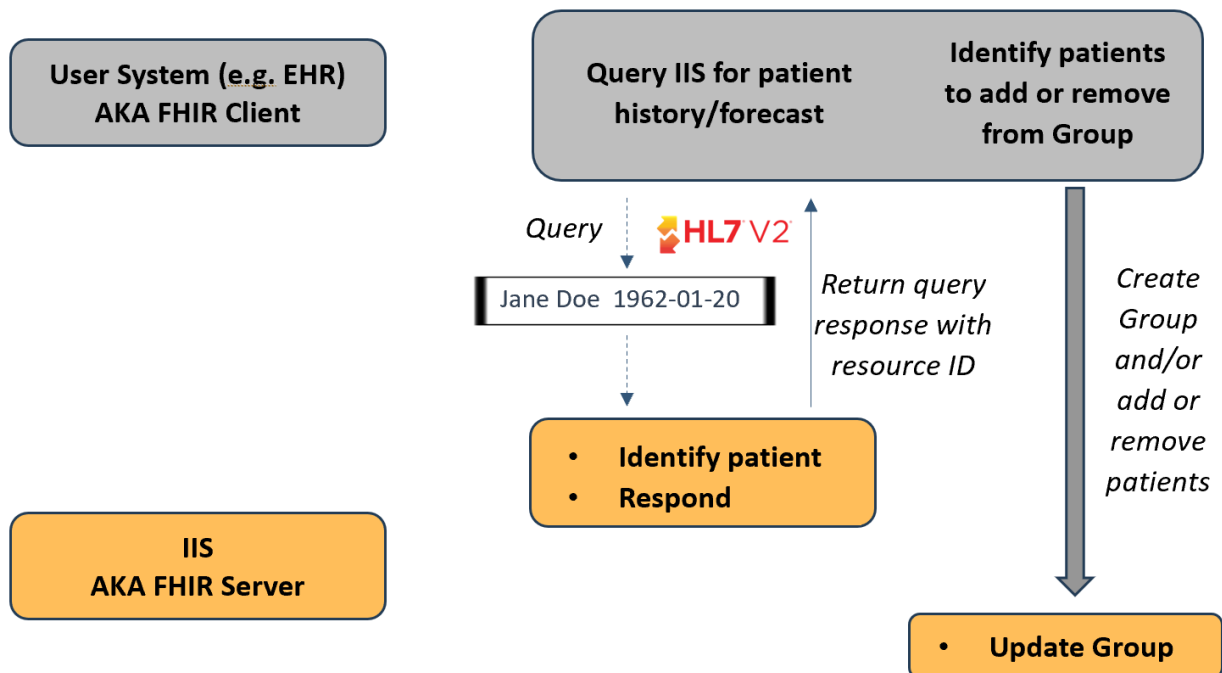 User System (e.g. EHR)
AKA FHIR Client
Query IIS for patient
history/forecast
Identify patients
to add or remove
from Group
Query
HL7 V2
Jane Doe 1962-01-20
Return query
response with
resource ID
Create
Group
and/or
add or
remove
patients
• Identify patient
• Respond
IIS
AKA FHIR Server
• Update Group